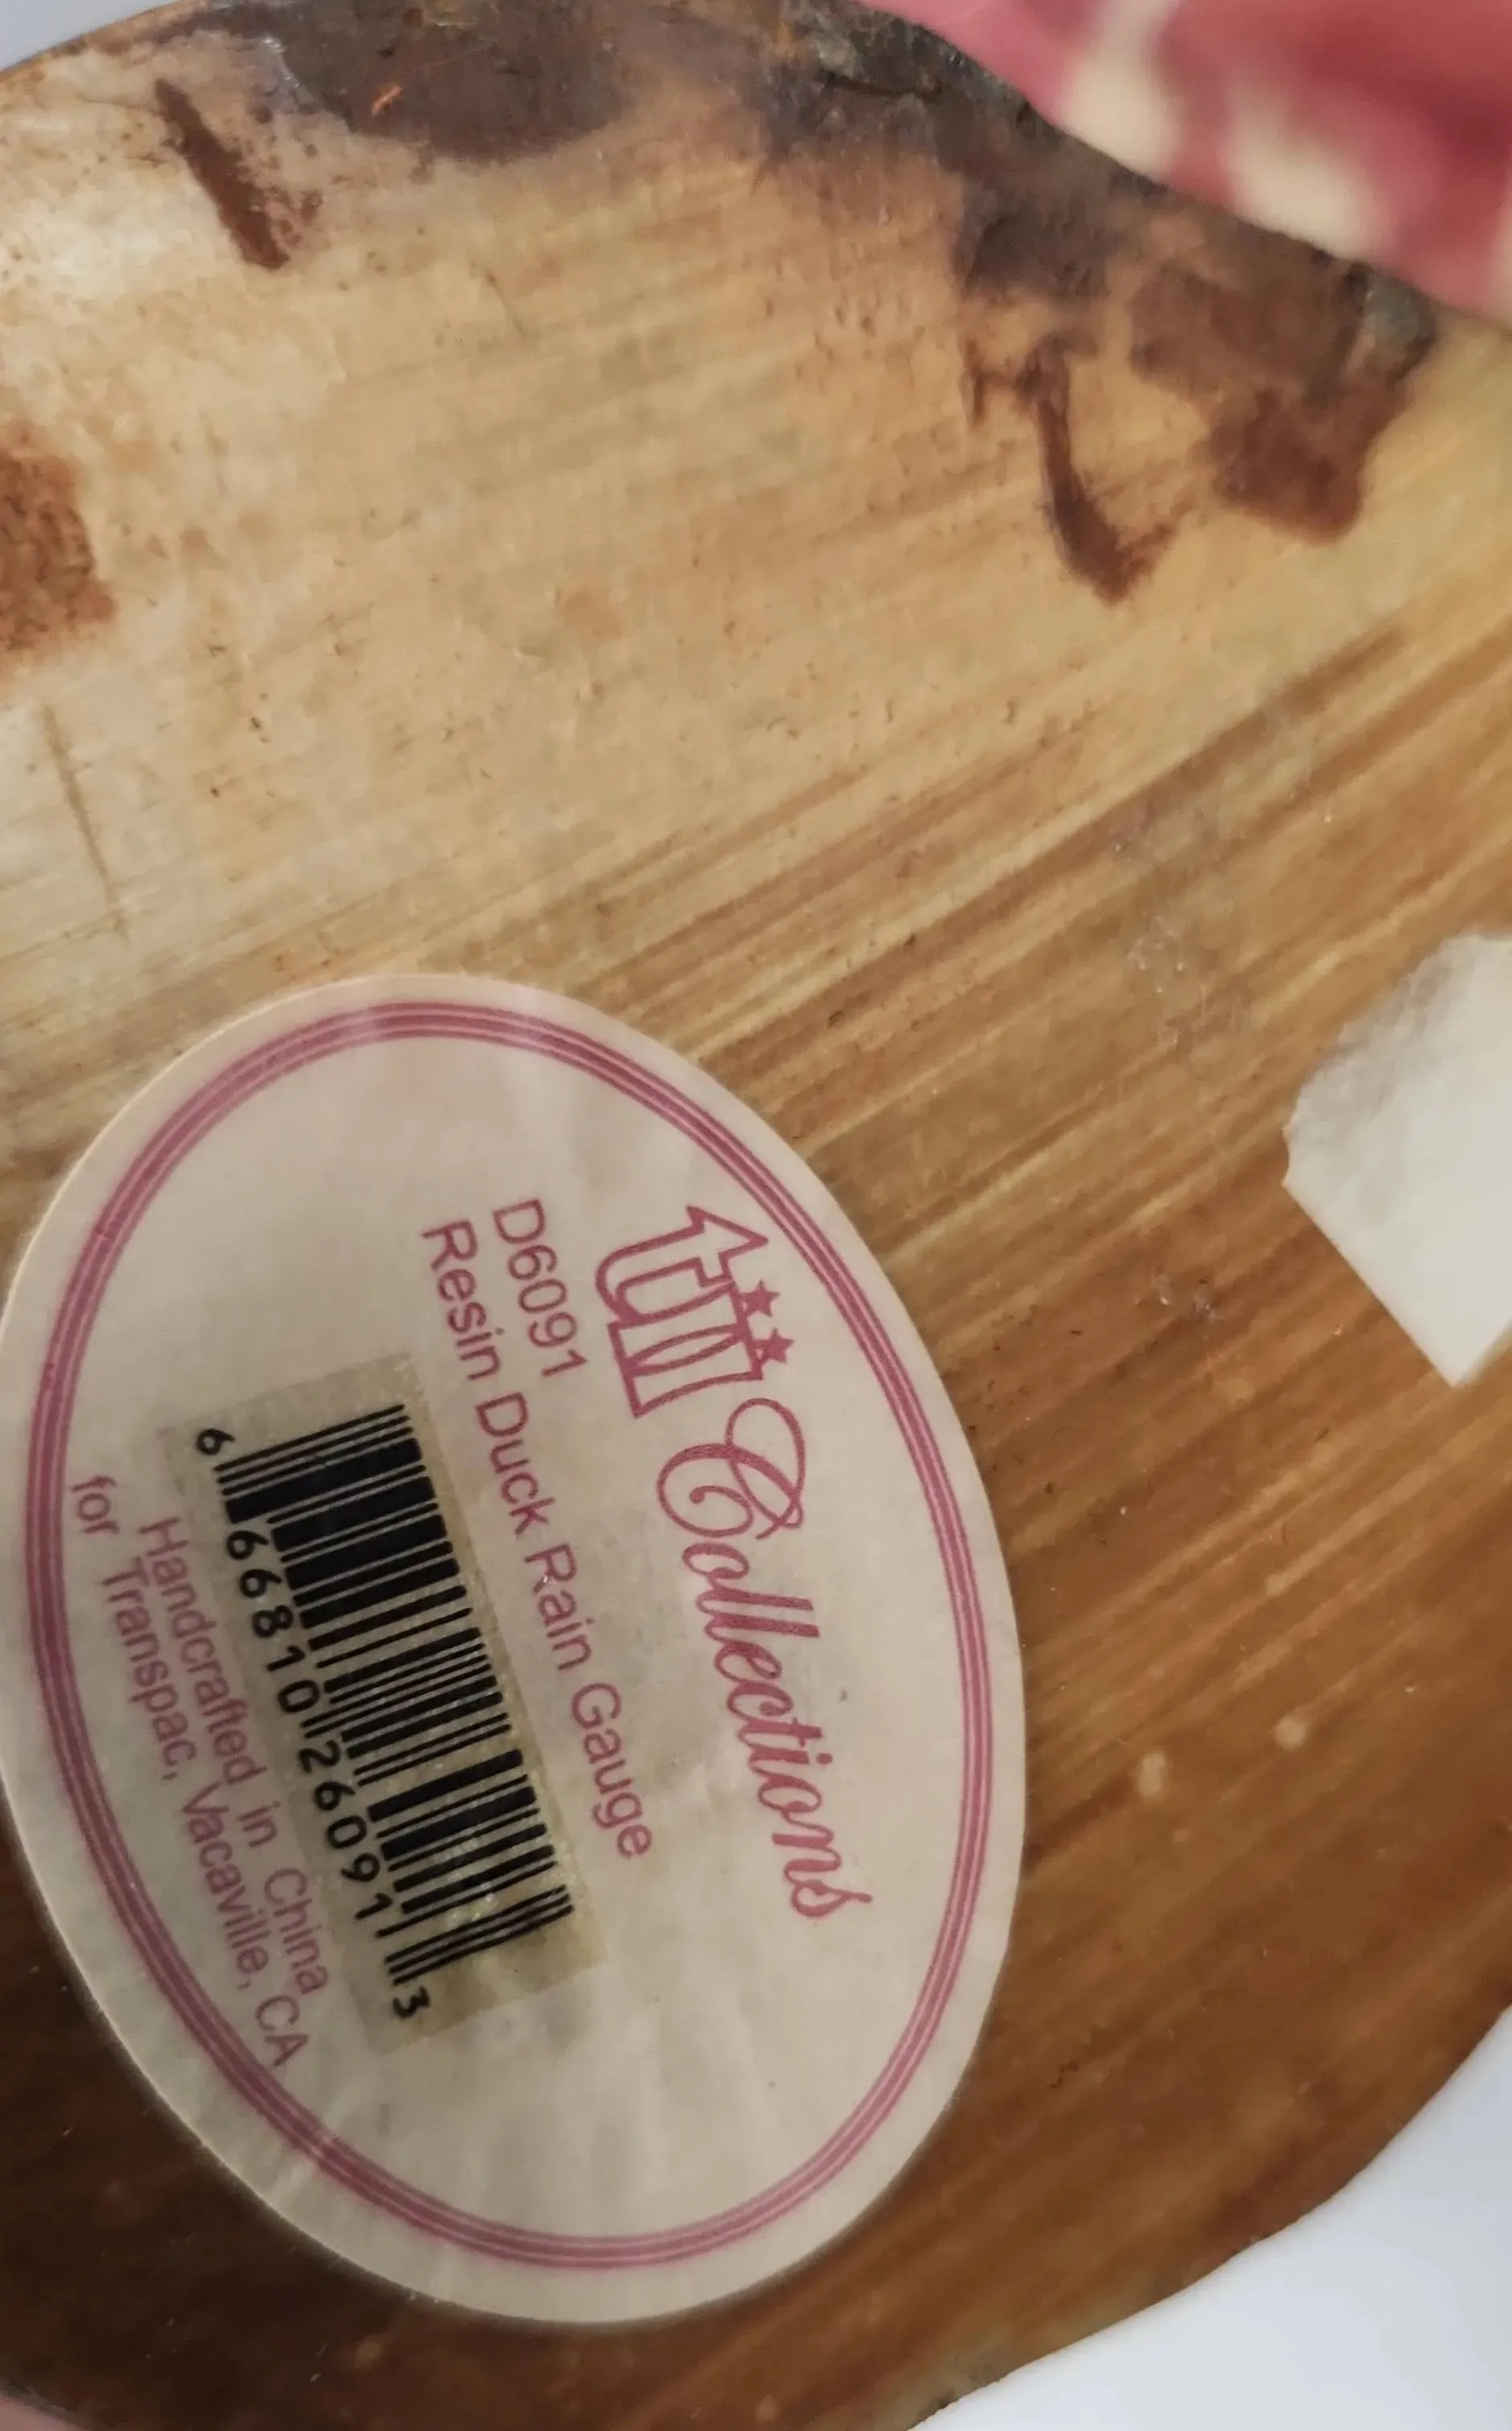 Collections
D6091
Resin Duck Rain Gauge
6 66810 26091 3
Handcrafted in China
for Transpac, Vacaville, CA